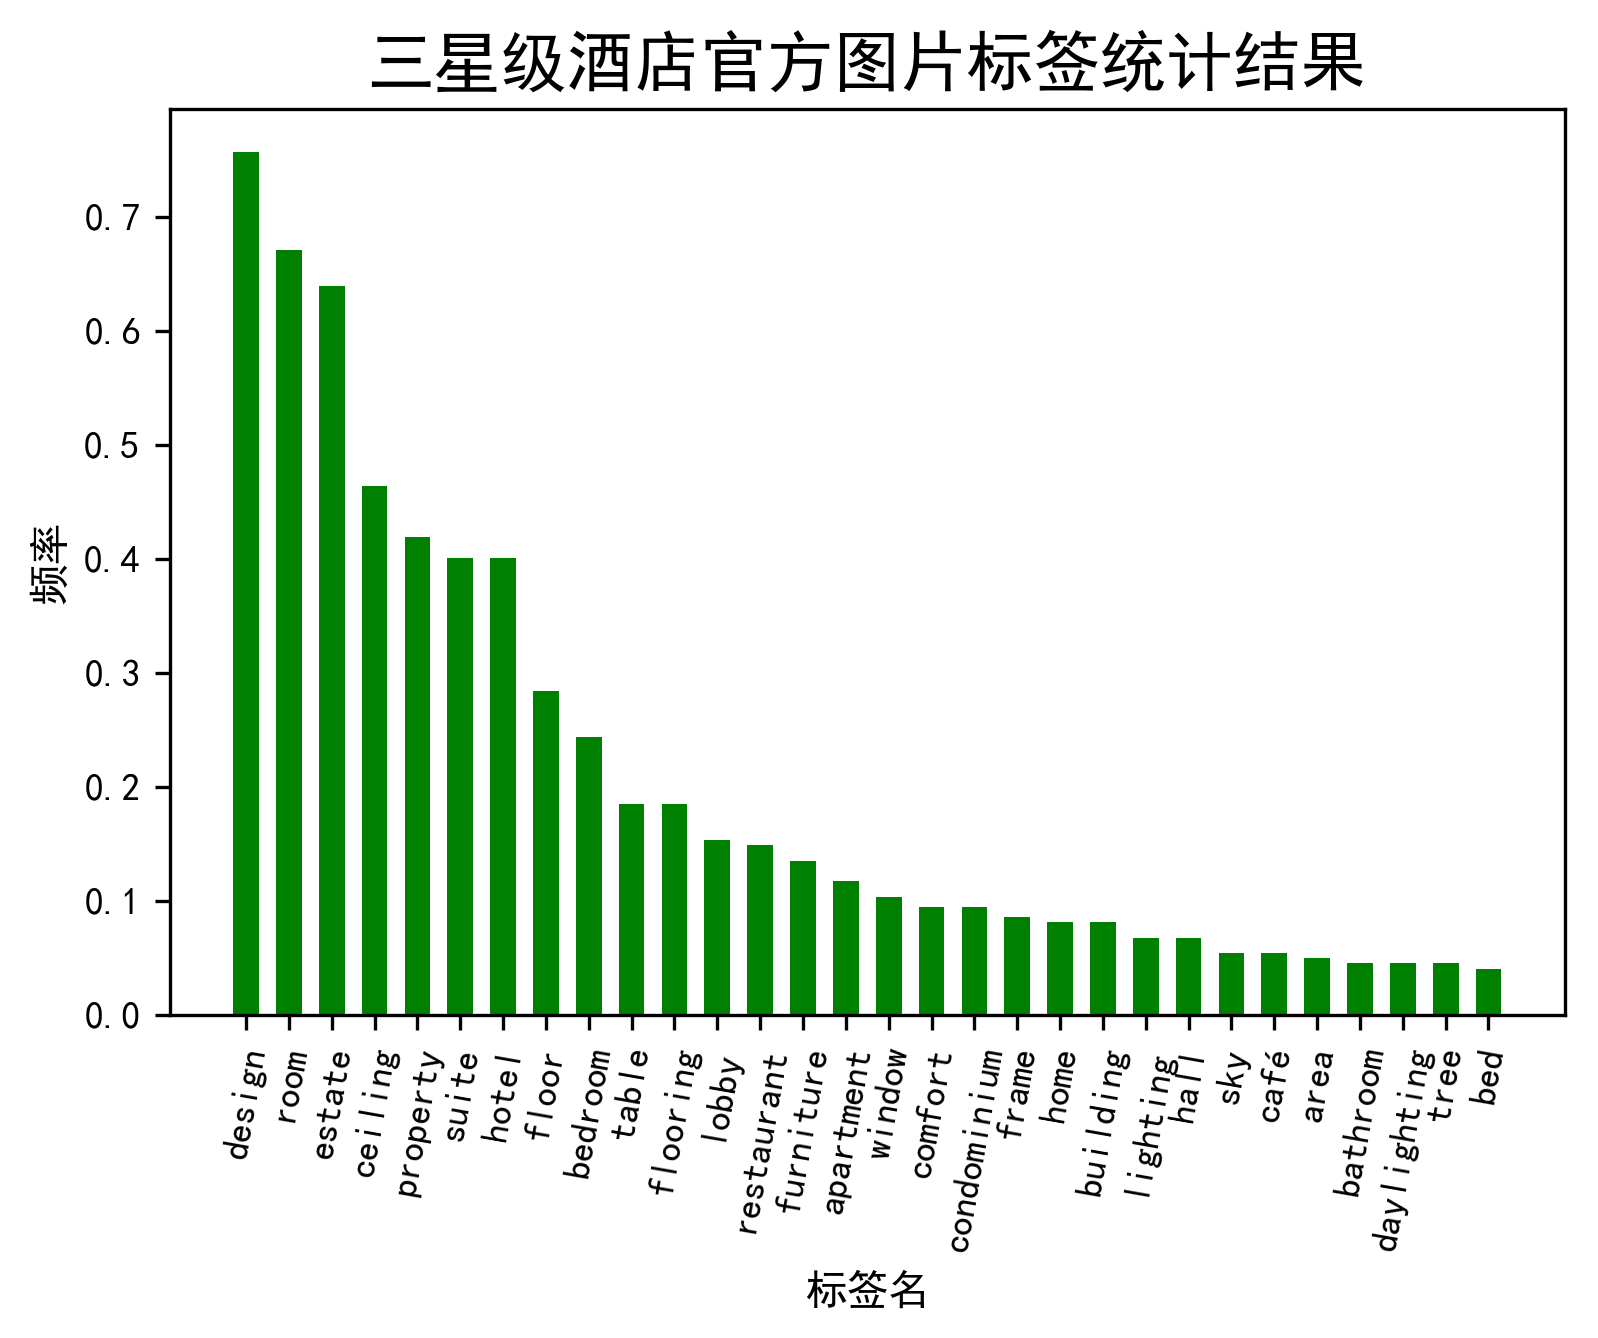 三星级酒店官方图片标签统计结果
频率
0.7
0.6
0.5
0.4
0.3
0.2
0.1
0.0
design
room
estate
ceiling
property
suite
hotel
floor
bedroom
table
flooring
lobby
restaurant
furniture
apartment
window
comfort
condominium
frame
home
building
lighting
hall
sky
café
area
bathroom
daylighting
tree
bed
标签名